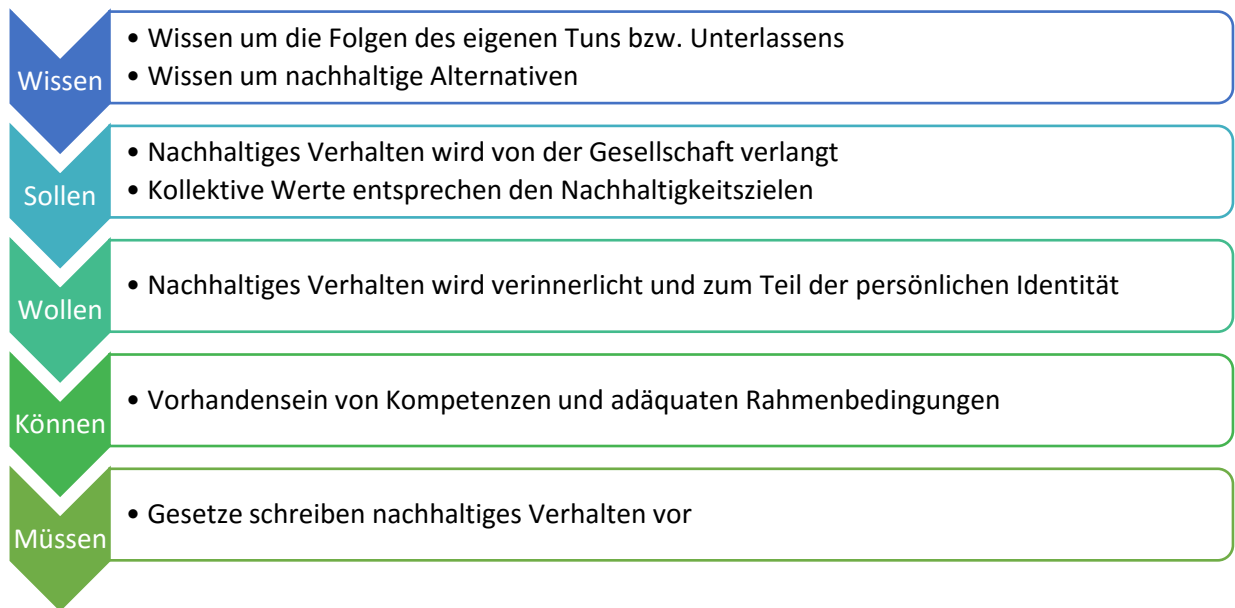 Wissen
• Wissen um die Folgen des eigenen Tuns bzw. Unterlassens
• Wissen um nachhaltige Alternativen
Sollen
• Nachhaltiges Verhalten wird von der Gesellschaft verlangt
• Kollektive Werte entsprechen den Nachhaltigkeitszielen
Wollen
• Nachhaltiges Verhalten wird verinnerlicht und zum Teil der persönlichen Identität
Können
• Vorhandensein von Kompetenzen und adäquaten Rahmenbedingungen
Müssen
• Gesetze schreiben nachhaltiges Verhalten vor